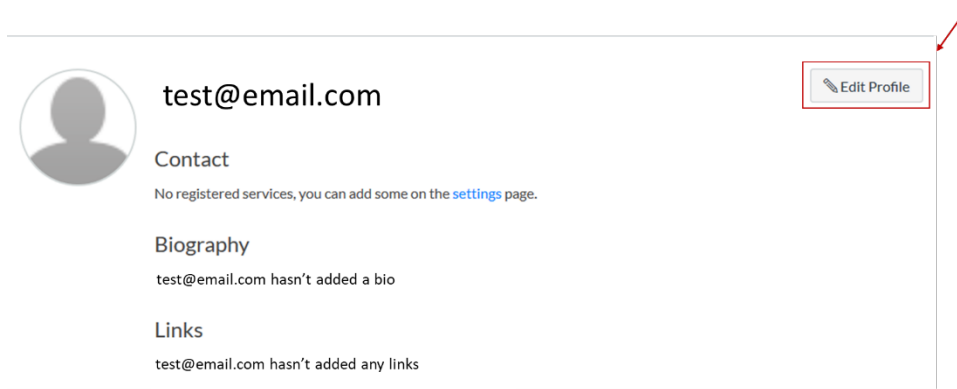 test@email.com
Edit Profile
Contact
No registered services, you can add some on the settings page.
Biography
test@email.com hasn’t added a bio
Links
test@email.com hasn’t added any links